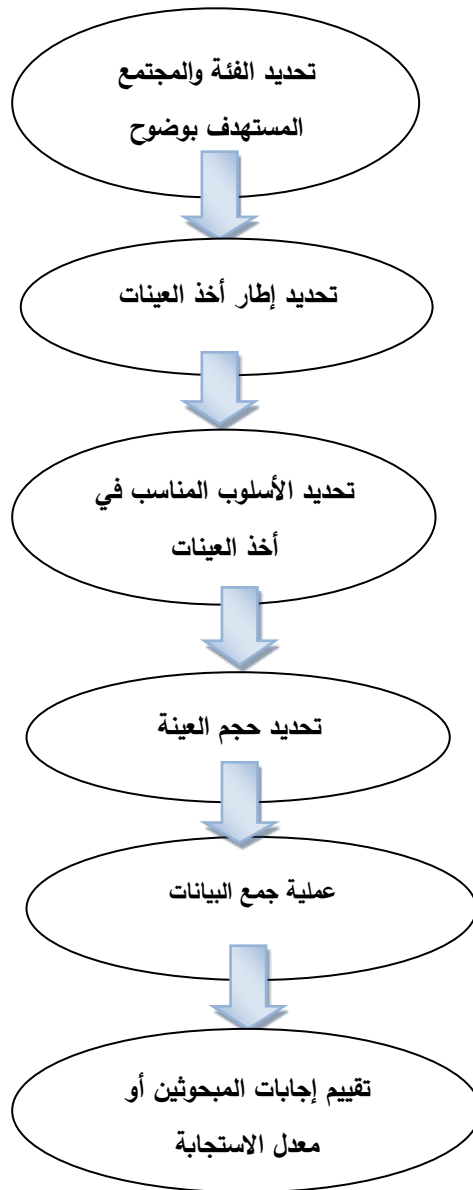 تحديد الفئة والمجتمع
المستهدف بوضوح
تحديد إطار أخذ العينات
تحديد الأسلوب المناسب في
أخذ العينات
تحديد حجم العينة
عملية جمع البيانات
تقييم إجابات المبحوثين أو
معدل الاستجابة